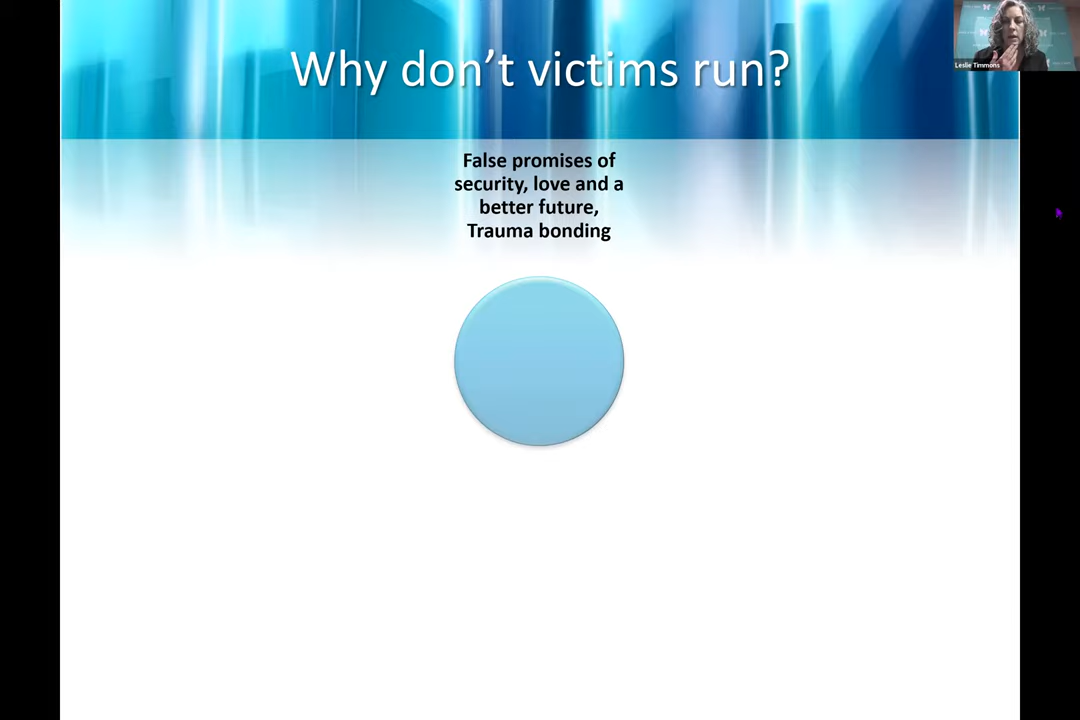 Why don't victims run?
Leslie Timmons
False promises of
security, love and a
better future,
Trauma bonding